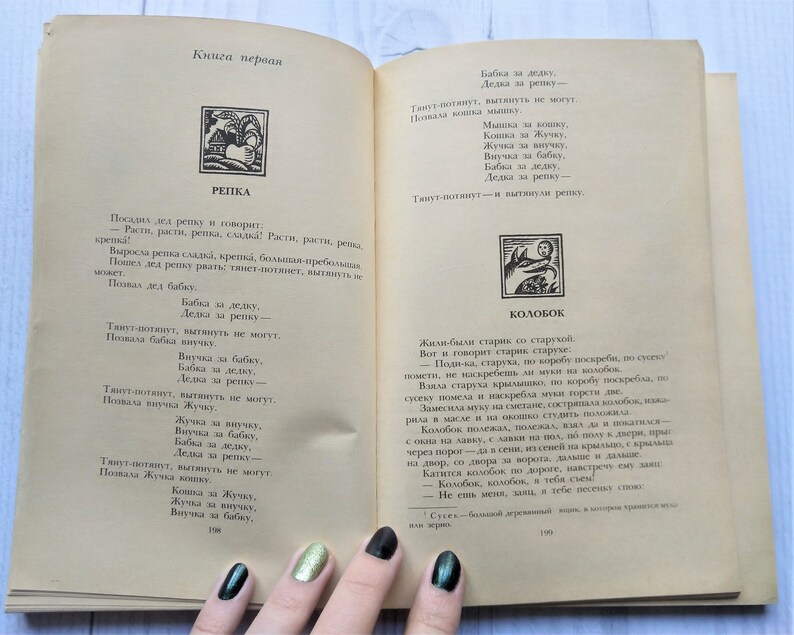 Книга первая
РЕПКА
Посадил дед репку и говорит:
— Расти, расти, репка, сладка́! Расти, расти, репка,
крепка́!
Выросла репка сладка́, крепка́, большая-пребольшая.
Пошел дед репку рвать: тянет-потянет, вытянуть не
может.
Позвал дед бабку.
Бабка за дедку,
Дедка за репку—
Тянут-потянут, вытянуть не могут.
Позвала бабка внучку.
Внучка за бабку,
Бабка за дедку,
Дедка за репку—
Тянут-потянут, вытянуть не могут.
Позвала внучка Жучку.
Жучка за внучку,
Внучка за бабку,
Бабка за дедку,
Дедка за репку—
Тянут-потянут, вытянуть не могут.
Позвала Жучка кошку.
Кошка за Жучку,
Жучка за внучку,
Внучка за бабку,
198
Бабка за дедку,
Дедка за репку—
Тянут-потянут, вытянуть не могут.
Позвала кошка мышку.
Мышка за кошку,
Кошка за Жучку,
Жучка за внучку,
Внучка за бабку,
Бабка за дедку,
Дедка за репку—
Тянут-потянут—и вытянули репку.
КОЛОБОК
Жили-были старик со старухой.
Вот и говорит старик старухе:
— Поди-ка, старуха, по коробу поскреби, по сусеку¹
помети, не наскребешь ли муки на колобок.
Взяла старуха крылышко, по коробу поскребла, по
сусеку помела и наскребла муки горсти две.
Замесила муку на сметане, состряпала колобок, изжа-
рила в масле и на окошко студить положила.
Колобок полежал, полежал, взял да и покатился—
с окна на лавку, с лавки на пол, по́ полу к двери, прыг
через порог—да в сени, из сеней на крыльцо, с крыльца
на двор, со двора за ворота, дальше и дальше.
Катится колобок по дороге, навстречу ему заяц:
— Колобок, колобок, я тебя съем!
— Не ешь меня, заяц, я тебе песенку спою:
¹ Сусек—большой деревянный ящик, в котором хранится мука
или зерно.
199